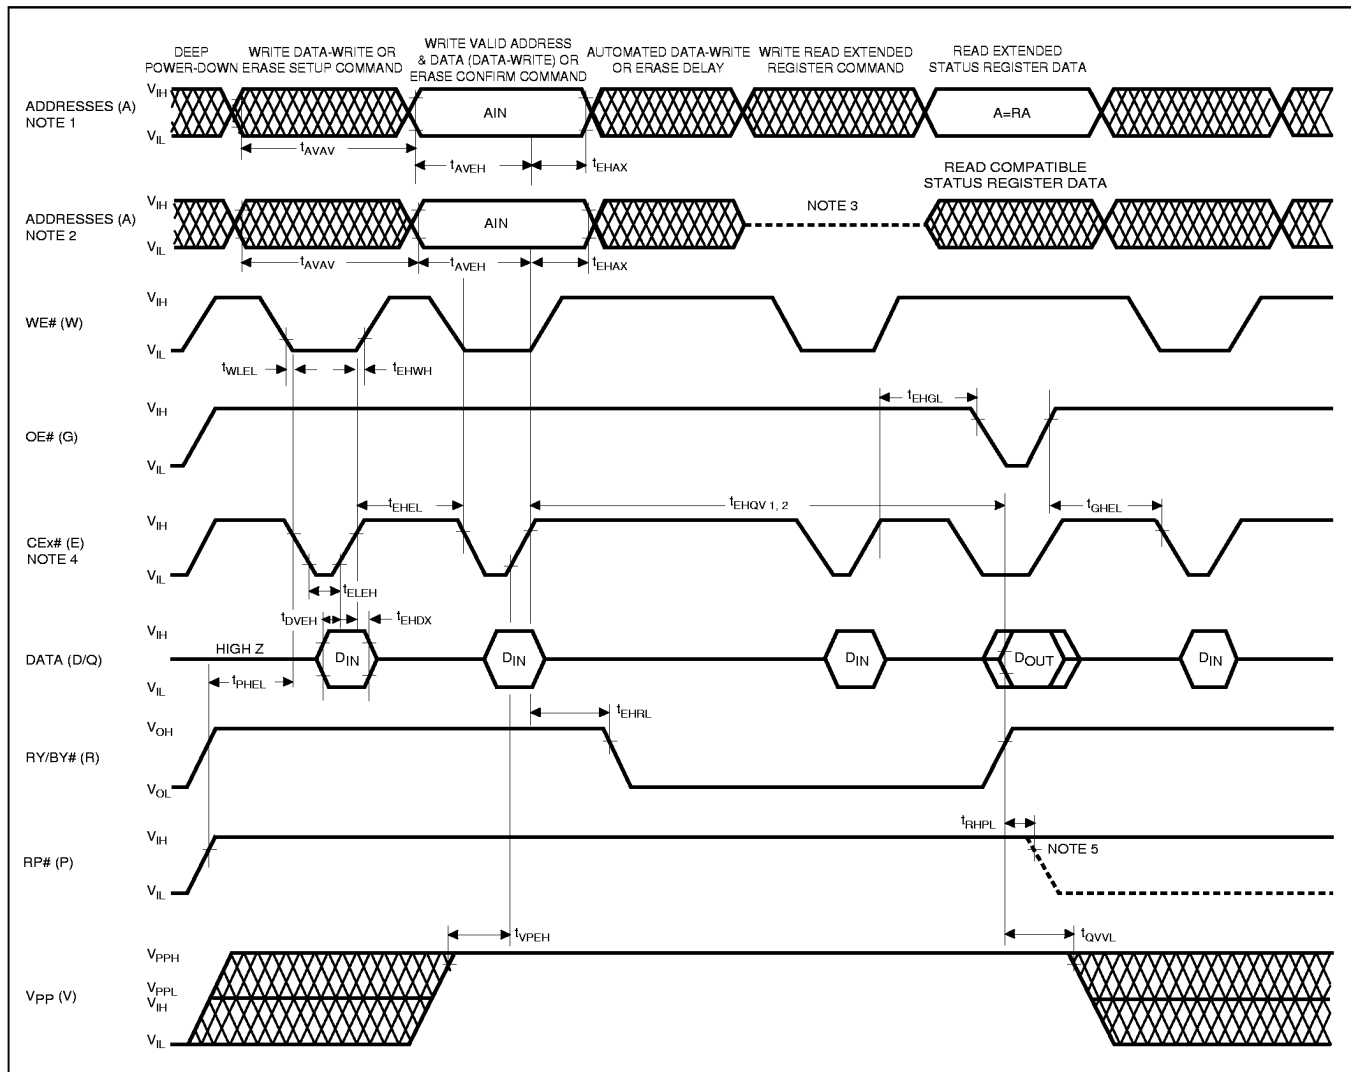 DEEP POWER-DOWN
WRITE DATA-WRITE OR ERASE SETUP COMMAND
WRITE VALID ADDRESS & DATA (DATA-WRITE) OR ERASE CONFIRM COMMAND
AUTOMATED DATA-WRITE OR ERASE DELAY
WRITE READ EXTENDED REGISTER COMMAND
READ EXTENDED STATUS REGISTER DATA
ADDRESSES (A)
NOTE 1
VIH
VIL
AIN
A=RA
tAVAV
tAVEH
tEHAX
READ COMPATIBLE
STATUS REGISTER DATA
ADDRESSES (A)
NOTE 2
VIH
VIL
AIN
NOTE 3
tAVAV
tAVEH
tEHAX
WE# (W)
VIH
VIL
tWLEL
tEHWH
OE# (G)
VIH
VIL
tEHGL
CEx# (E)
NOTE 4
VIH
VIL
tEHEL
tEHQV 1, 2
tGHEL
tELEH
tDVEH
tEHDX
DATA (D/Q)
VIH
VIL
HIGH Z
DIN
DIN
DIN
DOUT
DIN
tPHEL
tEHRL
RY/BY# (R)
VOH
VOL
RP# (P)
VIH
VIL
tRHPL
NOTE 5
tVPEH
tQVVL
VPP (V)
VPPH
VPPL
VIH
VIL